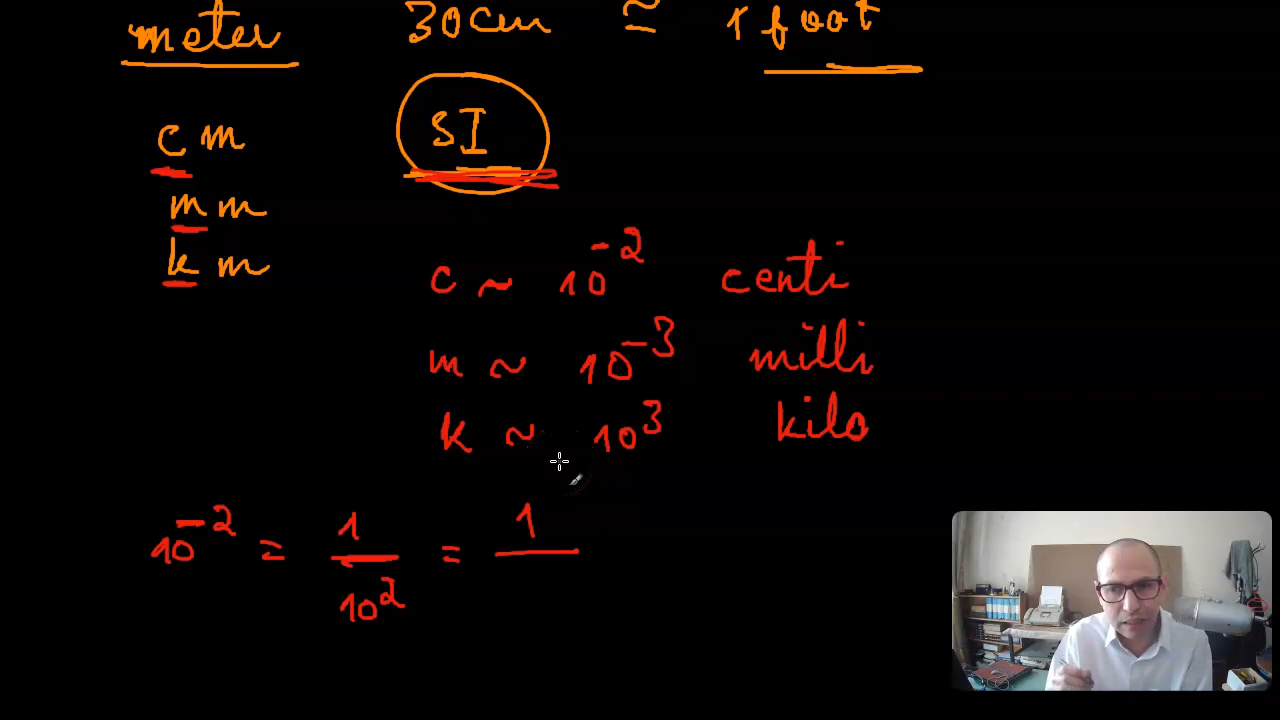 meter 30cm ≅ 1 foot
cm SI
mm
km
c ~ 10⁻² centi
m ~ 10⁻³ milli
k ~ 10³ kilo
10⁻² = 1/10² = 1/